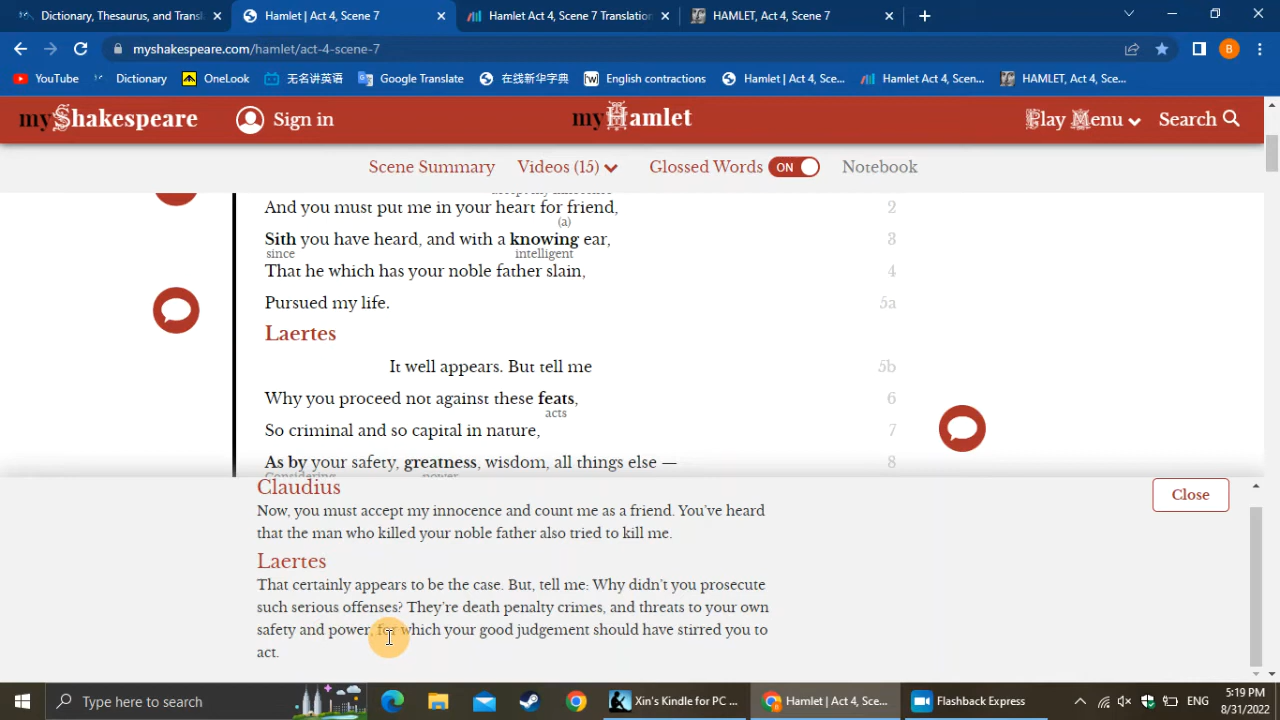 Dictionary, Thesaurus, and Trans
Hamlet | Act 4, Scene 7
Hamlet Act 4, Scene 7 Translation
HAMLET, Act 4, Scene 7
myshakespeare.com/hamlet/act-4-scene-7
B
YouTube
Dictionary
OneLook
无名讲英语
Google Translate
在线新华字典
[w] English contractions
Hamlet | Act 4, Sce...
Hamlet Act 4, Scen...
HAMLET, Act 4, Sc...
myShakespeare
Sign in
myHamlet
Play Menu
Search
Scene Summary
Videos (15)
Glossed Words
ON
Notebook
And you must put me in your heart for friend, 2
(a)
Sith you have heard, and with a knowing ear, 3
since intelligent
That he which has your noble father slain, 4
Pursued my life. 5a
Laertes
It well appears. But tell me 5b
Why you proceed not against these feats, 6
acts
So criminal and so capital in nature, 7
As by your safety, greatness, wisdom, all things else — 8
Considering power
Claudius
Close
Now, you must accept my innocence and count me as a friend. You've heard
that the man who killed your noble father also tried to kill me.
Laertes
That certainly appears to be the case. But, tell me: Why didn't you prosecute
such serious offenses? They're death penalty crimes, and threats to your own
safety and power, for which your good judgement should have stirred you to
act.
Type here to search
Xin's Kindle for PC ...
Hamlet | Act 4, Sce...
Flashback Express
ENG
5:19 PM
8/31/2022